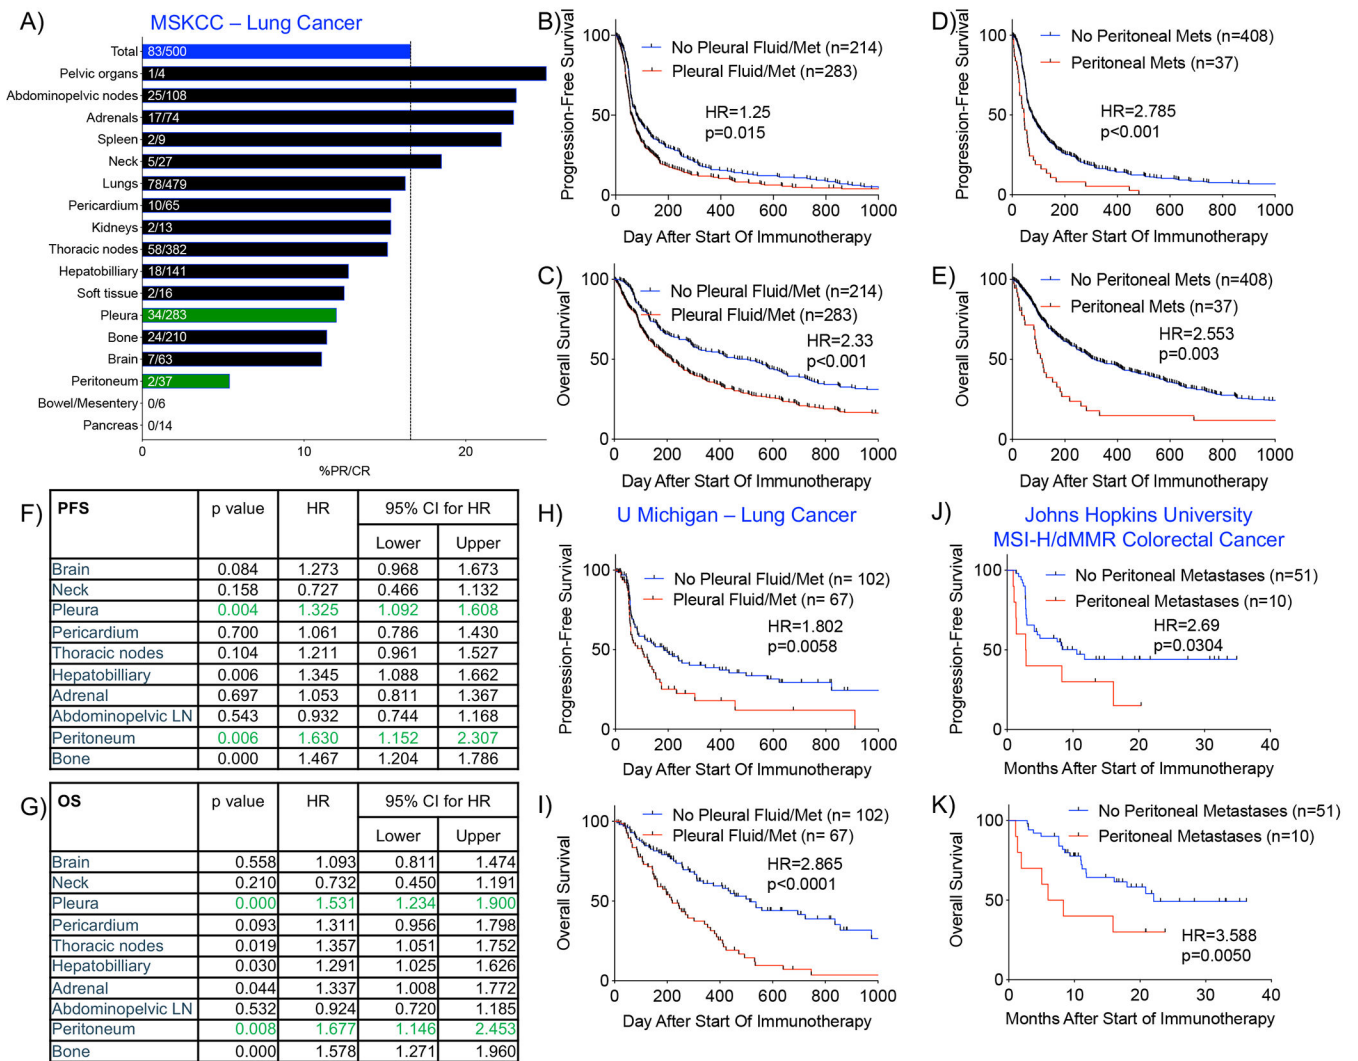 A)
MSKCC – Lung Cancer
Total 83/500
Pelvic organs 1/4
Abdominopelvic nodes 25/108
Adrenals 17/74
Spleen 2/9
Neck 5/27
Lungs 78/479
Pericardium 10/65
Kidneys 2/13
Thoracic nodes 58/382
Hepatobilliary 18/141
Soft tissue 2/16
Pleura 34/283
Bone 24/210
Brain 7/63
Peritoneum 2/37
Bowel/Mesentery 0/6
Pancreas 0/14
0 10 20
%PR/CR
B)
Progression-Free Survival
100
50
0
No Pleural Fluid/Met (n=214)
Pleural Fluid/Met (n=283)
HR=1.25
p=0.015
0 200 400 600 800 1000
Day After Start Of Immunotherapy
C)
Overall Survival
100
50
0
No Pleural Fluid/Met (n=214)
Pleural Fluid/Met (n=283)
HR=2.33
p<0.001
0 200 400 600 800 1000
Day After Start Of Immunotherapy
D)
Progression-Free Survival
100
50
0
No Peritoneal Mets (n=408)
Peritoneal Mets (n=37)
HR=2.785
p<0.001
0 200 400 600 800 1000
Day After Start Of Immunotherapy
E)
Overall Survival
100
50
0
No Peritoneal Mets (n=408)
Peritoneal Mets (n=37)
HR=2.553
p=0.003
0 200 400 600 800 1000
Day After Start Of Immunotherapy
F)
PFS p value HR 95% CI for HR
Lower Upper
Brain 0.084 1.273 0.968 1.673
Neck 0.158 0.727 0.466 1.132
Pleura 0.004 1.325 1.092 1.608
Pericardium 0.700 1.061 0.786 1.430
Thoracic nodes 0.104 1.211 0.961 1.527
Hepatobilliary 0.006 1.345 1.088 1.662
Adrenal 0.697 1.053 0.811 1.367
Abdominopelvic LN 0.543 0.932 0.744 1.168
Peritoneum 0.006 1.630 1.152 2.307
Bone 0.000 1.467 1.204 1.786
G)
OS p value HR 95% CI for HR
Lower Upper
Brain 0.558 1.093 0.811 1.474
Neck 0.210 0.732 0.450 1.191
Pleura 0.000 1.531 1.234 1.900
Pericardium 0.093 1.311 0.956 1.798
Thoracic nodes 0.019 1.357 1.051 1.752
Hepatobilliary 0.030 1.291 1.025 1.626
Adrenal 0.044 1.337 1.008 1.772
Abdominopelvic LN 0.532 0.924 0.720 1.185
Peritoneum 0.008 1.677 1.146 2.453
Bone 0.000 1.578 1.271 1.960
H)
U Michigan – Lung Cancer
Progression-Free Survival
100
50
0
No Pleural Fluid/Met (n= 102)
Pleural Fluid/Met (n= 67)
HR=1.802
p=0.0058
0 200 400 600 800 1000
Day After Start Of Immunotherapy
I)
Overall Survival
100
50
0
No Pleural Fluid/Met (n= 102)
Pleural Fluid/Met (n= 67)
HR=2.865
p<0.0001
0 200 400 600 800 1000
Day After Start Of Immunotherapy
J)
Johns Hopkins University
MSI-H/dMMR Colorectal Cancer
Progression-Free Survival
100
50
0
No Peritoneal Metastases (n=51)
Peritoneal Metastases (n=10)
HR=2.69
p=0.0304
0 10 20 30 40
Months After Start of Immunotherapy
K)
Overall Survival
100
50
0
No Peritoneal Metastases (n=51)
Peritoneal Metastases (n=10)
HR=3.588
p=0.0050
0 10 20 30 40
Months After Start of Immunotherapy